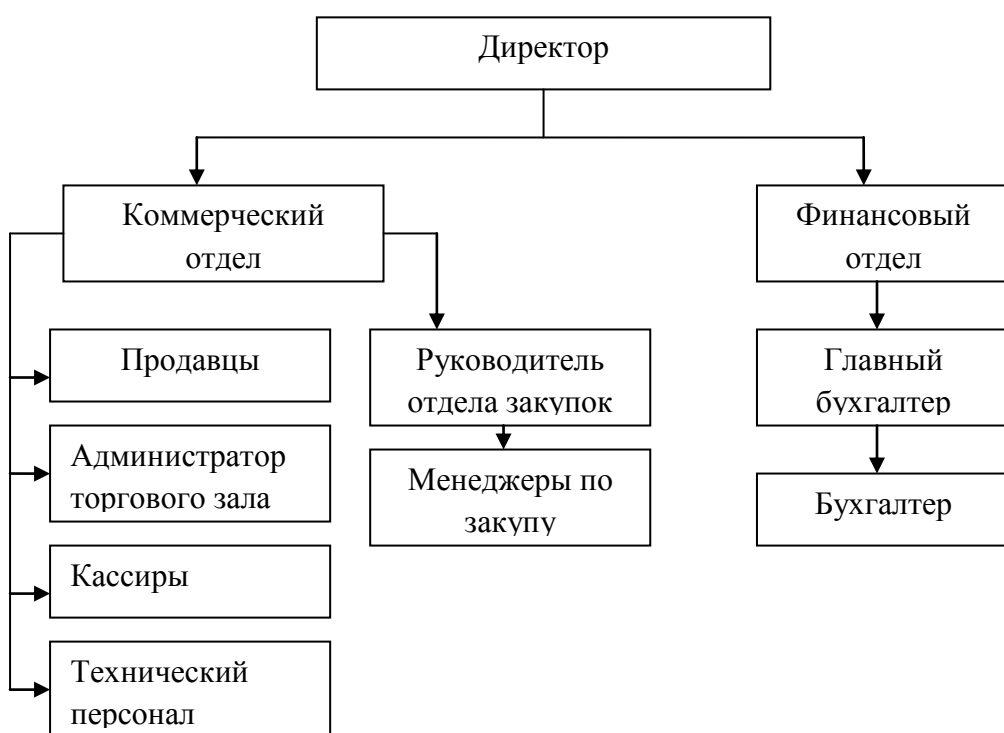 Директор
Коммерческий
отдел
Финансовый
отдел
Продавцы
Руководитель
отдела закупок
Главный
бухгалтер
Администратор
торгового зала
Менеджеры по
закупу
Бухгалтер
Кассиры
Технический
персонал